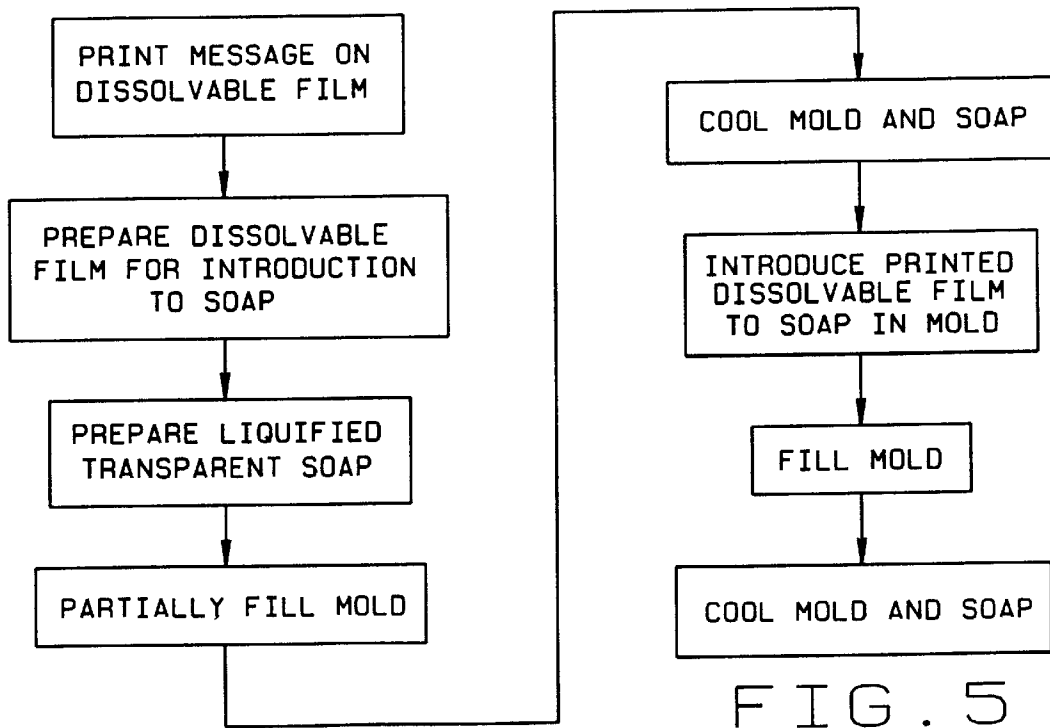 PRINT MESSAGE ON
DISSOLVABLE FILM
PREPARE DISSOLVABLE
FILM FOR INTRODUCTION
TO SOAP
PREPARE LIQUIFIED
TRANSPARENT SOAP
PARTIALLY FILL MOLD
COOL MOLD AND SOAP
INTRODUCE PRINTED
DISSOLVABLE FILM
TO SOAP IN MOLD
FILL MOLD
COOL MOLD AND SOAP
FIG. 5